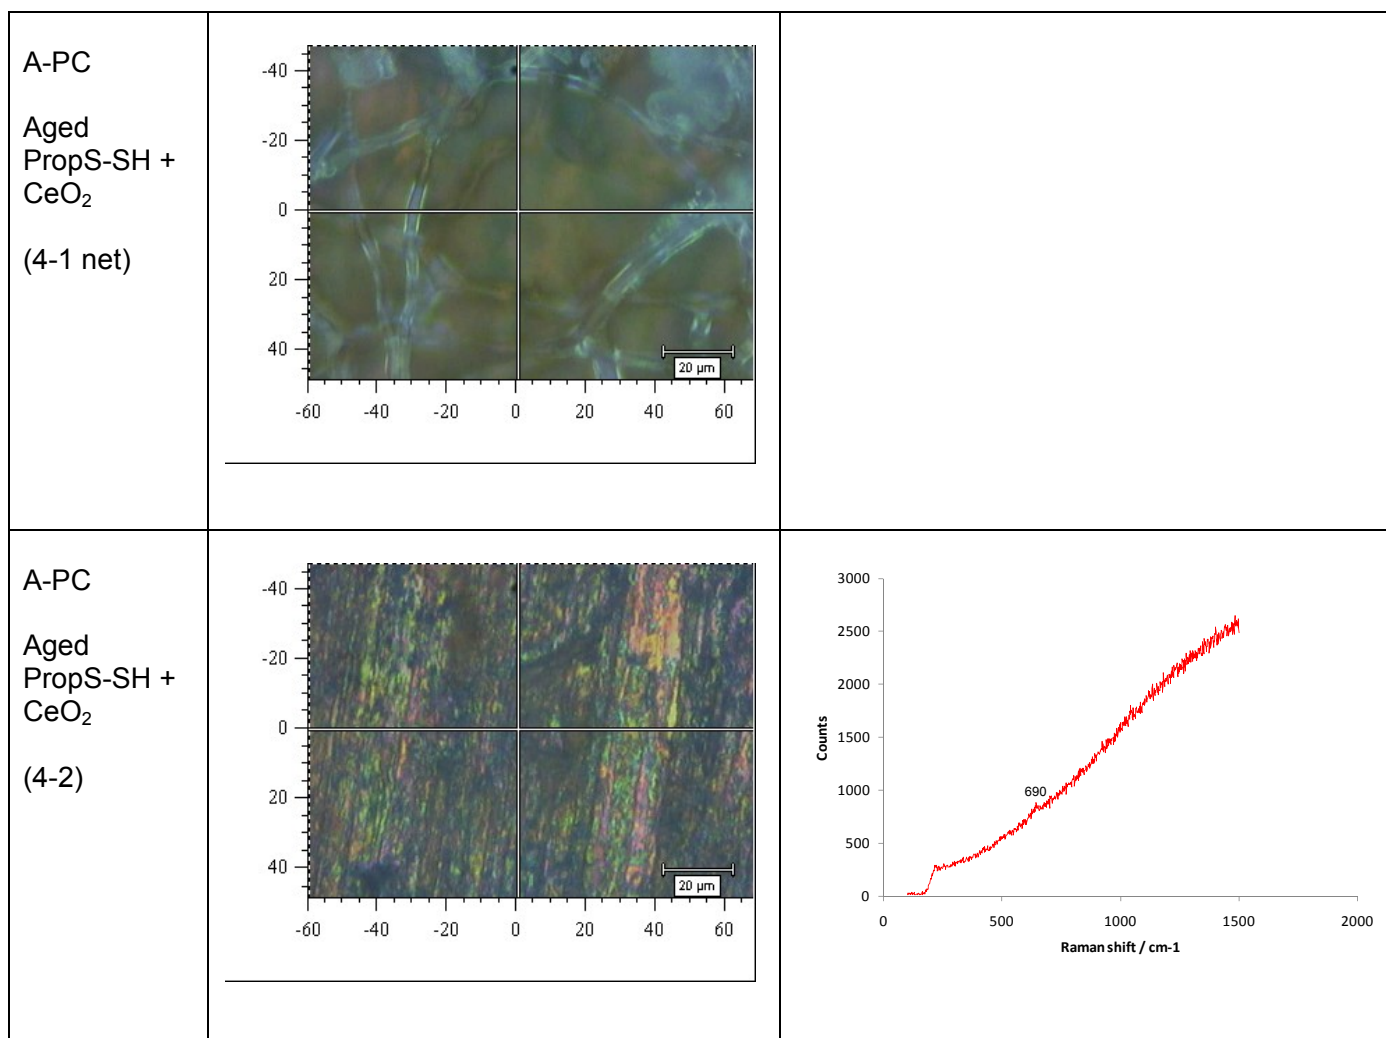 A-PC
Aged
PropS-SH +
CeO₂
(4-1 net)
-40
-20
0
20
40
20 µm
-60 -40 -20 0 20 40 60
A-PC
Aged
PropS-SH +
CeO₂
(4-2)
-40
-20
0
20
40
20 µm
-60 -40 -20 0 20 40 60
3000
2500
2000
1500
1000
500
0
Counts
690
0 500 1000 1500 2000
Raman shift / cm-1